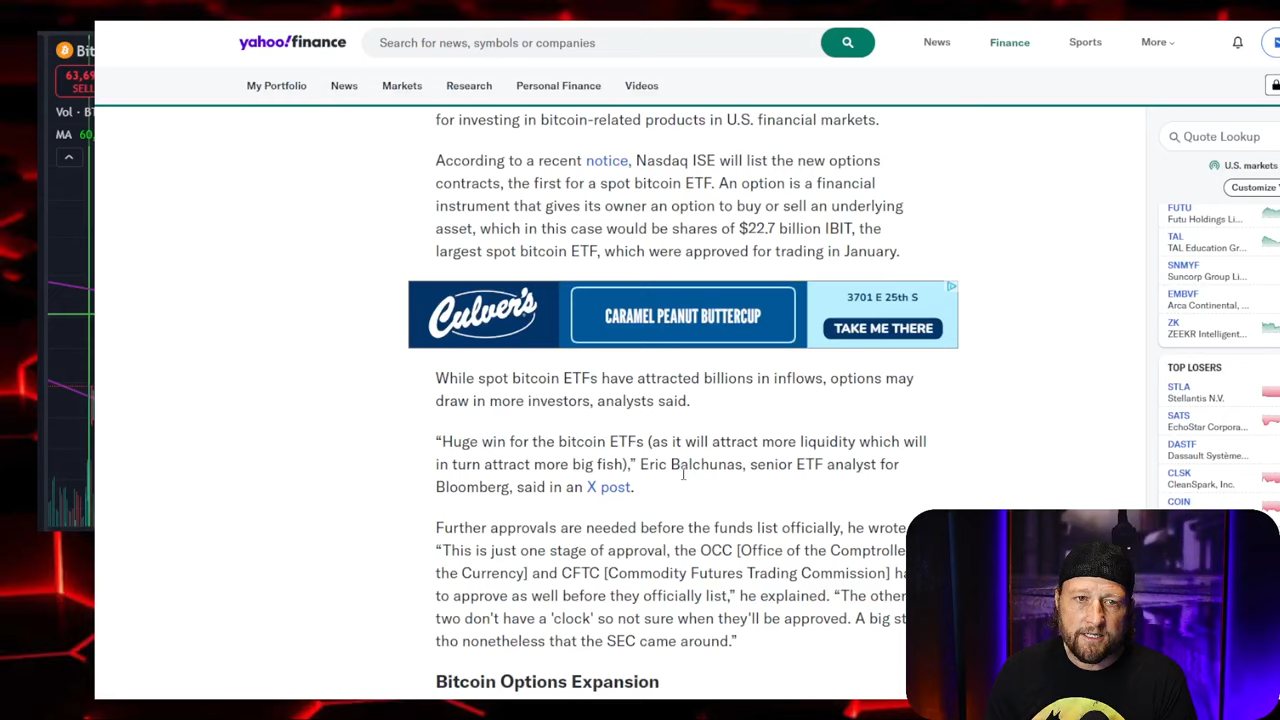 yahoo!finance
Search for news, symbols or companies
News
Finance
Sports
More
My Portfolio
News
Markets
Research
Personal Finance
Videos
Bit
63,69
SELL
Vol · BT
MA 60,
for investing in bitcoin-related products in U.S. financial markets.
According to a recent notice, Nasdaq ISE will list the new options
contracts, the first for a spot bitcoin ETF. An option is a financial
instrument that gives its owner an option to buy or sell an underlying
asset, which in this case would be shares of $22.7 billion IBIT, the
largest spot bitcoin ETF, which were approved for trading in January.
Culver's
CARAMEL PEANUT BUTTERCUP
3701 E 25th S
TAKE ME THERE
While spot bitcoin ETFs have attracted billions in inflows, options may
draw in more investors, analysts said.
“Huge win for the bitcoin ETFs (as it will attract more liquidity which will
in turn attract more big fish),” Eric Balchunas, senior ETF analyst for
Bloomberg, said in an X post.
Further approvals are needed before the funds list officially, he wrote
“This is just one stage of approval, the OCC [Office of the Comptrolle
the Currency] and CFTC [Commodity Futures Trading Commission] ha
to approve as well before they officially list,” he explained. “The other
two don't have a 'clock' so not sure when they'll be approved. A big st
tho nonetheless that the SEC came around.”
Bitcoin Options Expansion
Quote Lookup
U.S. markets
Customize
FUTU
Futu Holdings Li...
TAL
TAL Education Gr...
SNMYF
Suncorp Group Li...
EMBVF
Arca Continental, ...
ZK
ZEEKR Intelligent...
TOP LOSERS
STLA
Stellantis N.V.
SATS
EchoStar Corpora...
DASTF
Dassault Système...
CLSK
CleanSpark, Inc.
COIN